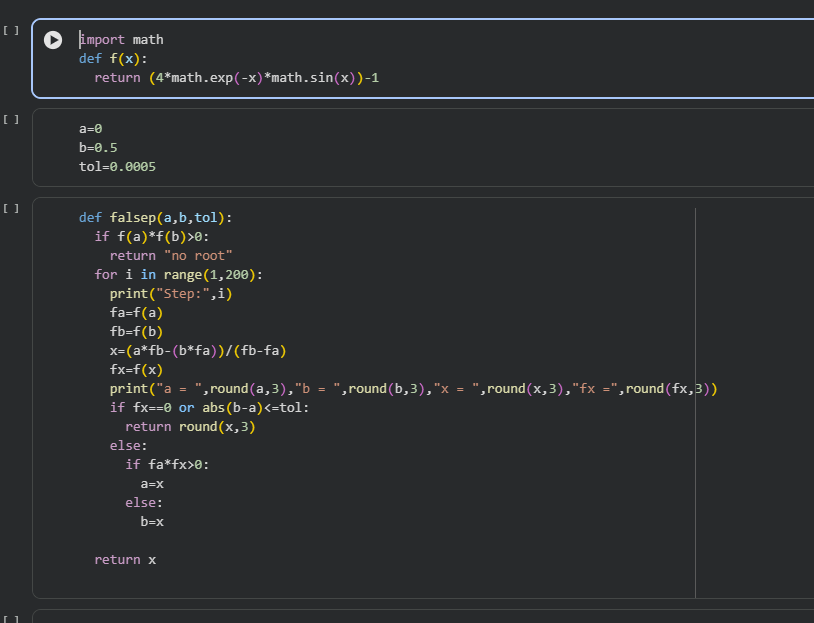 [ ]
import math
def f(x):
  return (4*math.exp(-x)*math.sin(x))-1
[ ]
a=0
b=0.5
tol=0.0005
[ ]
def falsep(a,b,tol):
  if f(a)*f(b)>0:
    return "no root"
  for i in range(1,200):
    print("Step:",i)
    fa=f(a)
    fb=f(b)
    x=(a*fb-(b*fa))/(fb-fa)
    fx=f(x)
    print("a = ",round(a,3),"b = ",round(b,3),"x = ",round(x,3),"fx =",round(fx,3))
    if fx==0 or abs(b-a)<=tol:
      return round(x,3)
    else:
      if fa*fx>0:
        a=x
      else:
        b=x
  return x
[ ]